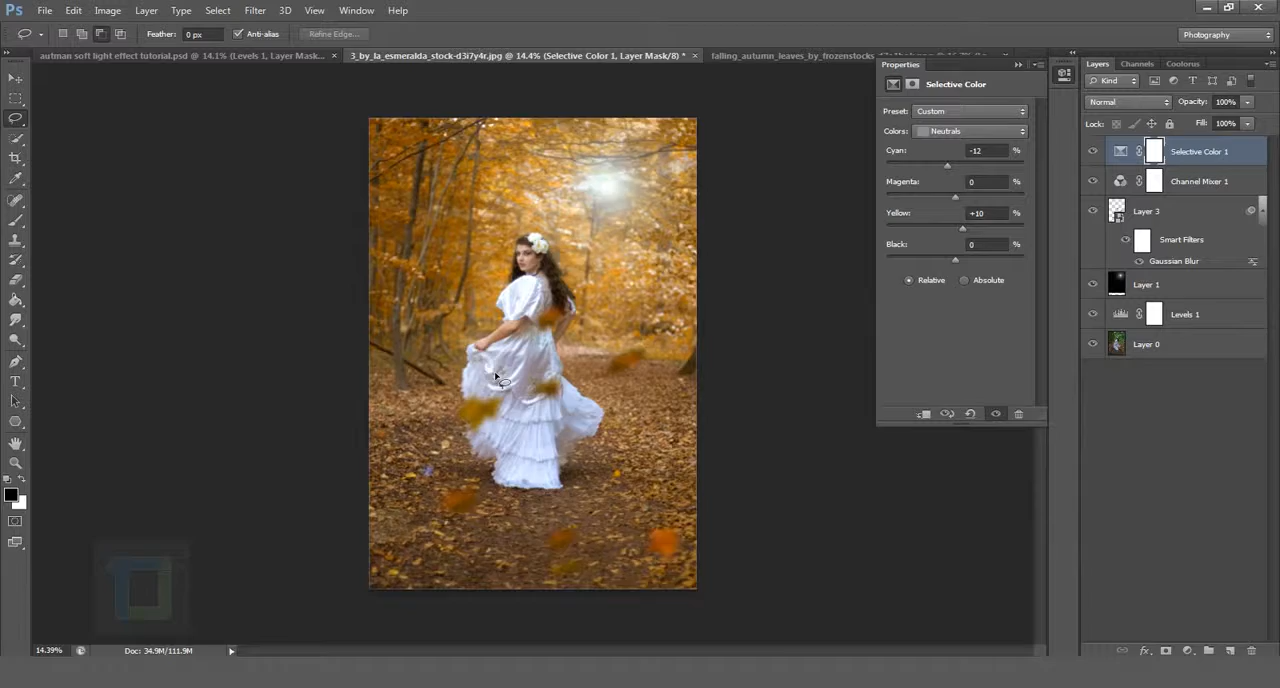 Ps File Edit Image Layer Type Select Filter 3D View Window Help
Feather: 0 px Anti-alias Refine Edge... Photography
autman soft light effect tutorial.psd @ 14.1% (Levels 1, Layer Mask... × 3_by_la_esmeralda_stock-d3i7y4r.jpg @ 14.4% (Selective Color 1, Layer Mask/8) * × falling_autumn_leaves_by_frozenstocks
Properties
Selective Color
Preset: Custom
Colors: Neutrals
Cyan: -12 %
Magenta: 0 %
Yellow: +10 %
Black: 0 %
Relative Absolute
Layers Channels Coolorus
Kind
Normal Opacity: 100%
Lock: Fill: 100%
Selective Color 1
Channel Mixer 1
Layer 3
Smart Filters
Gaussian Blur
Layer 1
Levels 1
Layer 0
14.39% Doc: 34.9M/111.9M